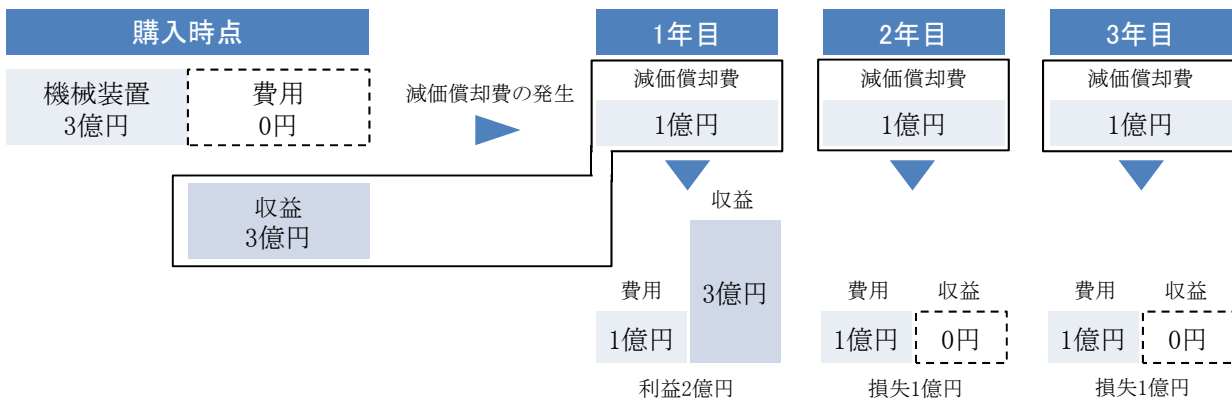 購入時点
1年目
2年目
3年目
機械装置
3億円
費用
0円
減価償却費の発生
減価償却費
1億円
減価償却費
1億円
減価償却費
1億円
収益
3億円
収益
3億円
費用
1億円
利益2億円
費用
収益
1億円
0円
損失1億円
費用
収益
1億円
0円
損失1億円